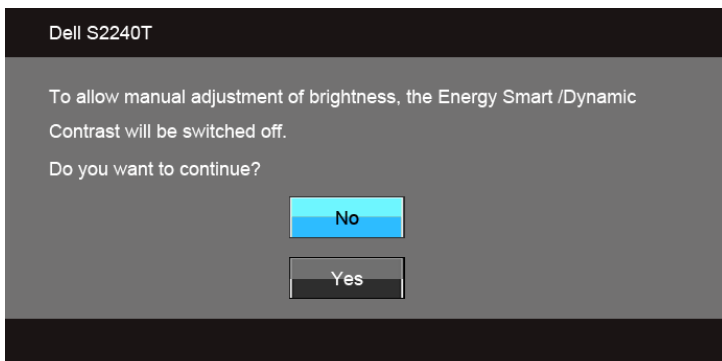 Dell S2240T
To allow manual adjustment of brightness, the Energy Smart /Dynamic
Contrast will be switched off.
Do you want to continue?
No
Yes